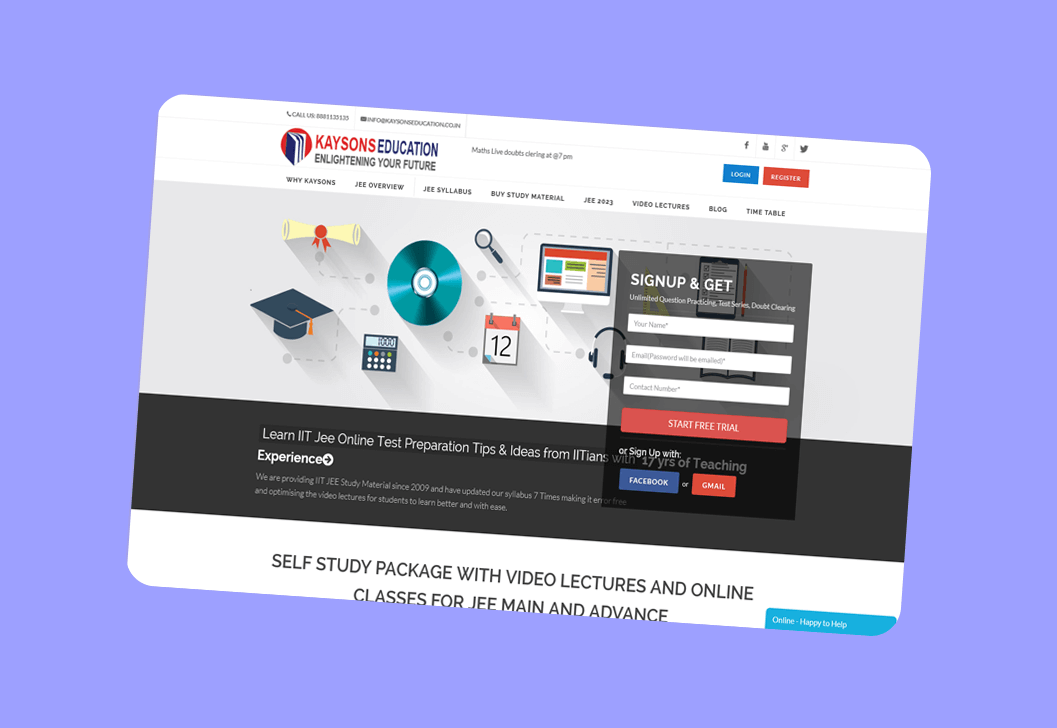 CALL US: 8881135135
INFO@KAYSONSEDUCATION.CO.IN
KAYSONS EDUCATION
ENLIGHTENING YOUR FUTURE
Maths Live doubts clering at @7 pm
LOGIN
REGISTER
WHY KAYSONS
JEE OVERVIEW
JEE SYLLABUS
BUY STUDY MATERIAL
JEE 2023
VIDEO LECTURES
BLOG
TIME TABLE
12
SIGNUP & GET
Unlimited Question Practicing, Test Series, Doubt Clearing
Your Name*
Email(Password will be emailed)*
Contact Number*
START FREE TRIAL
or Sign Up with:
FACEBOOK
or
GMAIL
Learn IIT Jee Online Test Preparation Tips & Ideas from IITians with 17 yrs of Teaching
Experience
We are providing IIT JEE Study Material since 2009 and have updated our syllabus 7 Times making it error free
and optimising the video lectures for students to learn better and with ease.
SELF STUDY PACKAGE WITH VIDEO LECTURES AND ONLINE
CLASSES FOR JEE MAIN AND ADVANCE
Online - Happy to Help